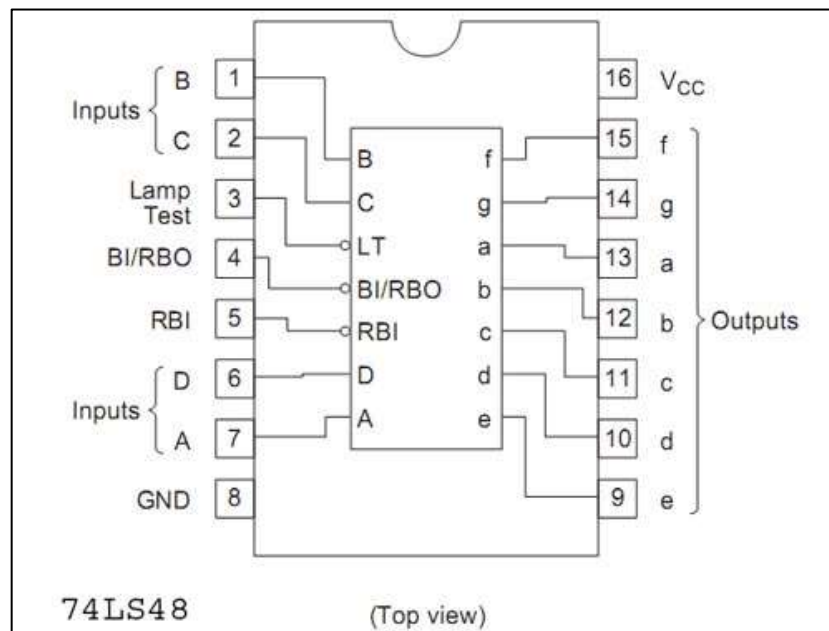 B 1 16 VCC
Inputs
C 2 15 f
B f
Lamp
Test 3 C g 14 g
LT a
BI/RBO 4 13 a
BI/RBO b
RBI 5 12 b Outputs
RBI c
D 6 D d 11 c
Inputs
A 7 A e 10 d
GND 8 9 e
74LS48 (Top view)